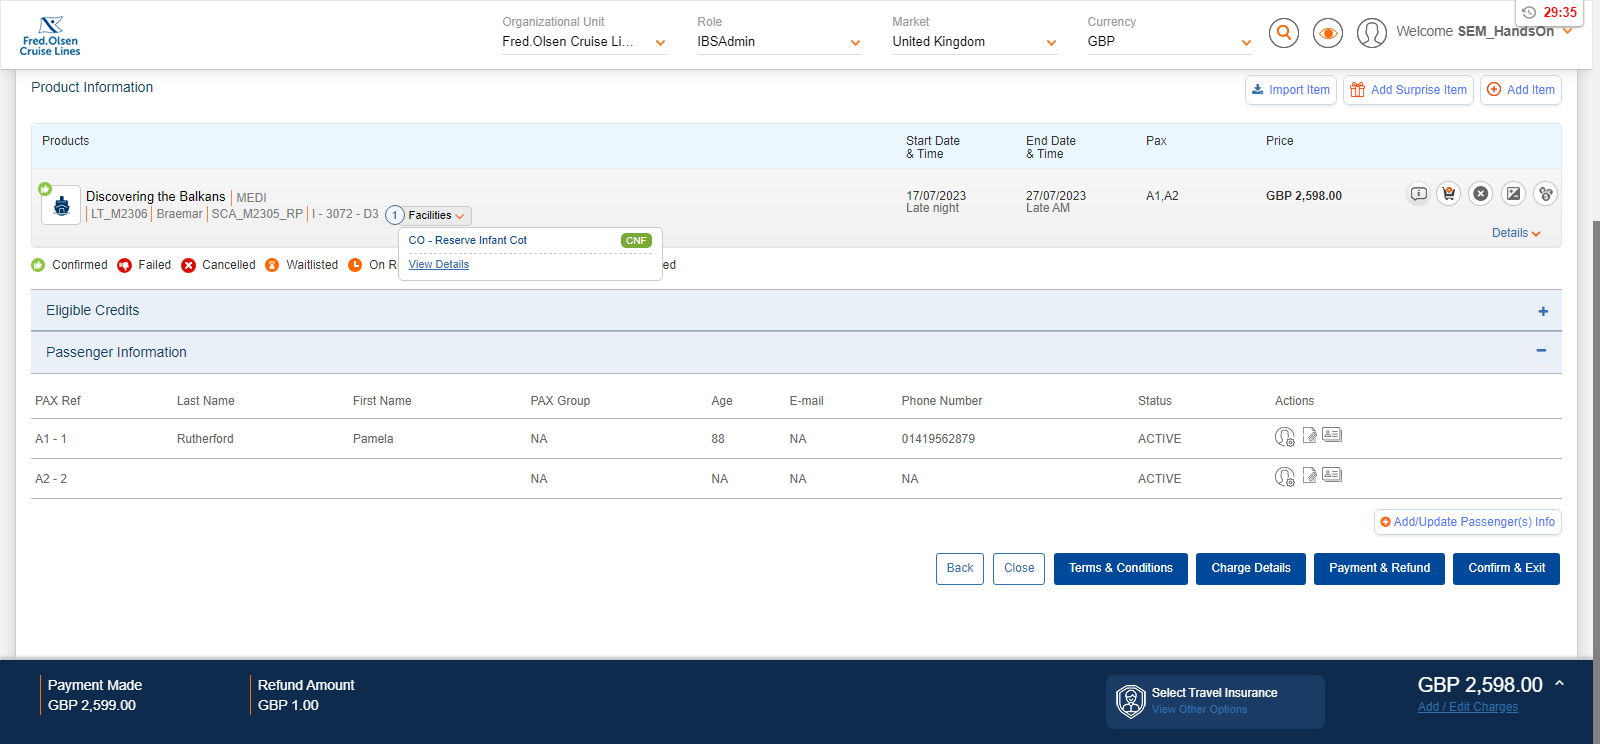 29:35
Fred.Olsen
Cruise Lines
Organizational Unit
Fred.Olsen Cruise Li...
Role
IBSAdmin
Market
United Kingdom
Currency
GBP
Welcome SEM_HandsOn
Product Information
Import Item
Add Surprise Item
Add Item
Products
Start Date
& Time
End Date
& Time
Pax
Price
Discovering the Balkans | MEDI
LT_M2306 | Braemar | SCA_M2305_RP | I - 3072 - D3
1
Facilities
17/07/2023
Late night
27/07/2023
Late AM
A1,A2
GBP 2,598.00
Details
CO - Reserve Infant Cot
CNF
View Details
Confirmed
Failed
Cancelled
Waitlisted
On R
ed
Eligible Credits
+
Passenger Information
−
PAX Ref Last Name First Name PAX Group Age E-mail Phone Number Status Actions
A1 - 1 Rutherford Pamela NA 88 NA 01419562879 ACTIVE
A2 - 2 NA NA NA NA ACTIVE
Add/Update Passenger(s) Info
Back
Close
Terms & Conditions
Charge Details
Payment & Refund
Confirm & Exit
Payment Made
GBP 2,599.00
Refund Amount
GBP 1.00
Select Travel Insurance
View Other Options
GBP 2,598.00
Add / Edit Charges